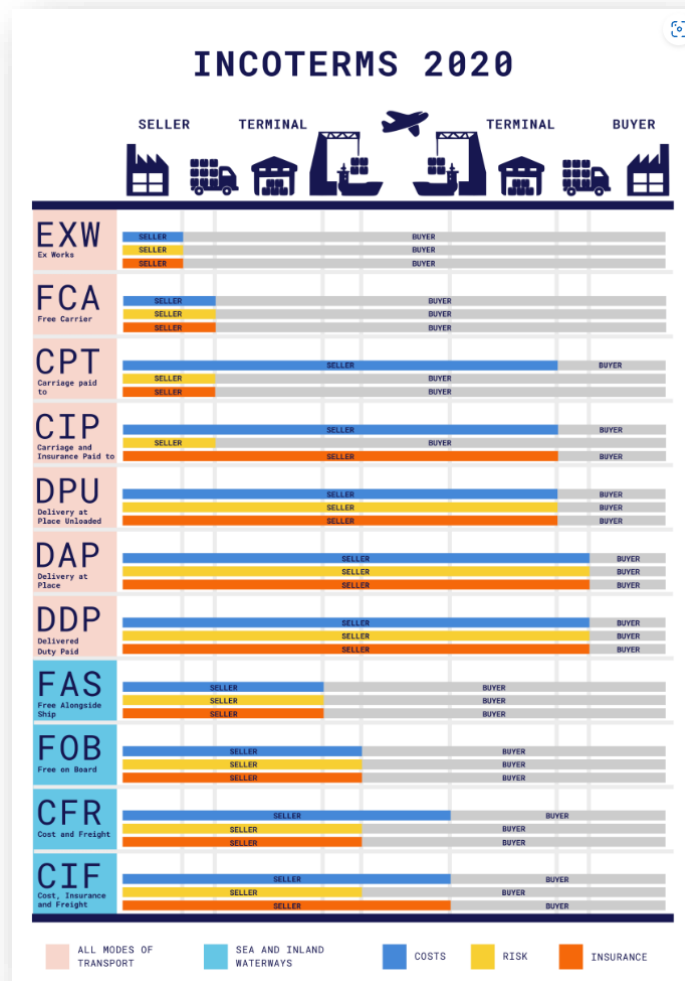 INCOTERMS 2020
SELLER TERMINAL TERMINAL BUYER
EXW
Ex Works
SELLER BUYER
SELLER BUYER
SELLER BUYER
FCA
Free Carrier
SELLER BUYER
SELLER BUYER
SELLER BUYER
CPT
Carriage paid
to
SELLER BUYER
SELLER BUYER
SELLER BUYER
CIP
Carriage and
Insurance Paid to
SELLER BUYER
SELLER BUYER
SELLER BUYER
DPU
Delivery at
Place Unloaded
SELLER BUYER
SELLER BUYER
SELLER BUYER
DAP
Delivery at
Place
SELLER BUYER
SELLER BUYER
SELLER BUYER
DDP
Delivered
Duty Paid
SELLER BUYER
SELLER BUYER
SELLER BUYER
FAS
Free Alongside
Ship
SELLER BUYER
SELLER BUYER
SELLER BUYER
FOB
Free on Board
SELLER BUYER
SELLER BUYER
SELLER BUYER
CFR
Cost and Freight
SELLER BUYER
SELLER BUYER
SELLER BUYER
CIF
Cost, Insurance
and Freight
SELLER BUYER
SELLER BUYER
SELLER BUYER
ALL MODES OF
TRANSPORT
SEA AND INLAND
WATERWAYS
COSTS
RISK
INSURANCE